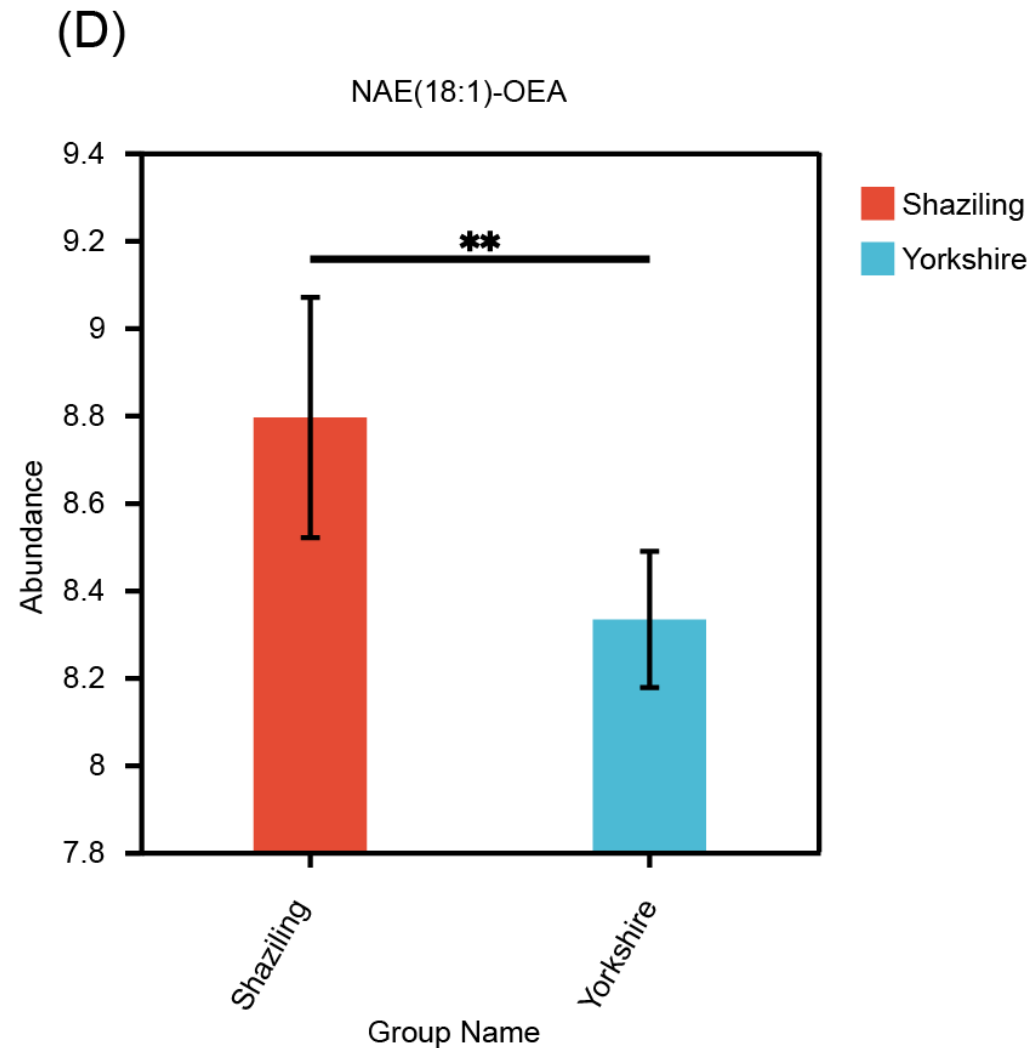 (D)
NAE(18:1)-OEA
9.4
9.2
9
8.8
8.6
8.4
8.2
8
7.8
Abundance
**
Shaziling
Yorkshire
Group Name
Shaziling
Yorkshire